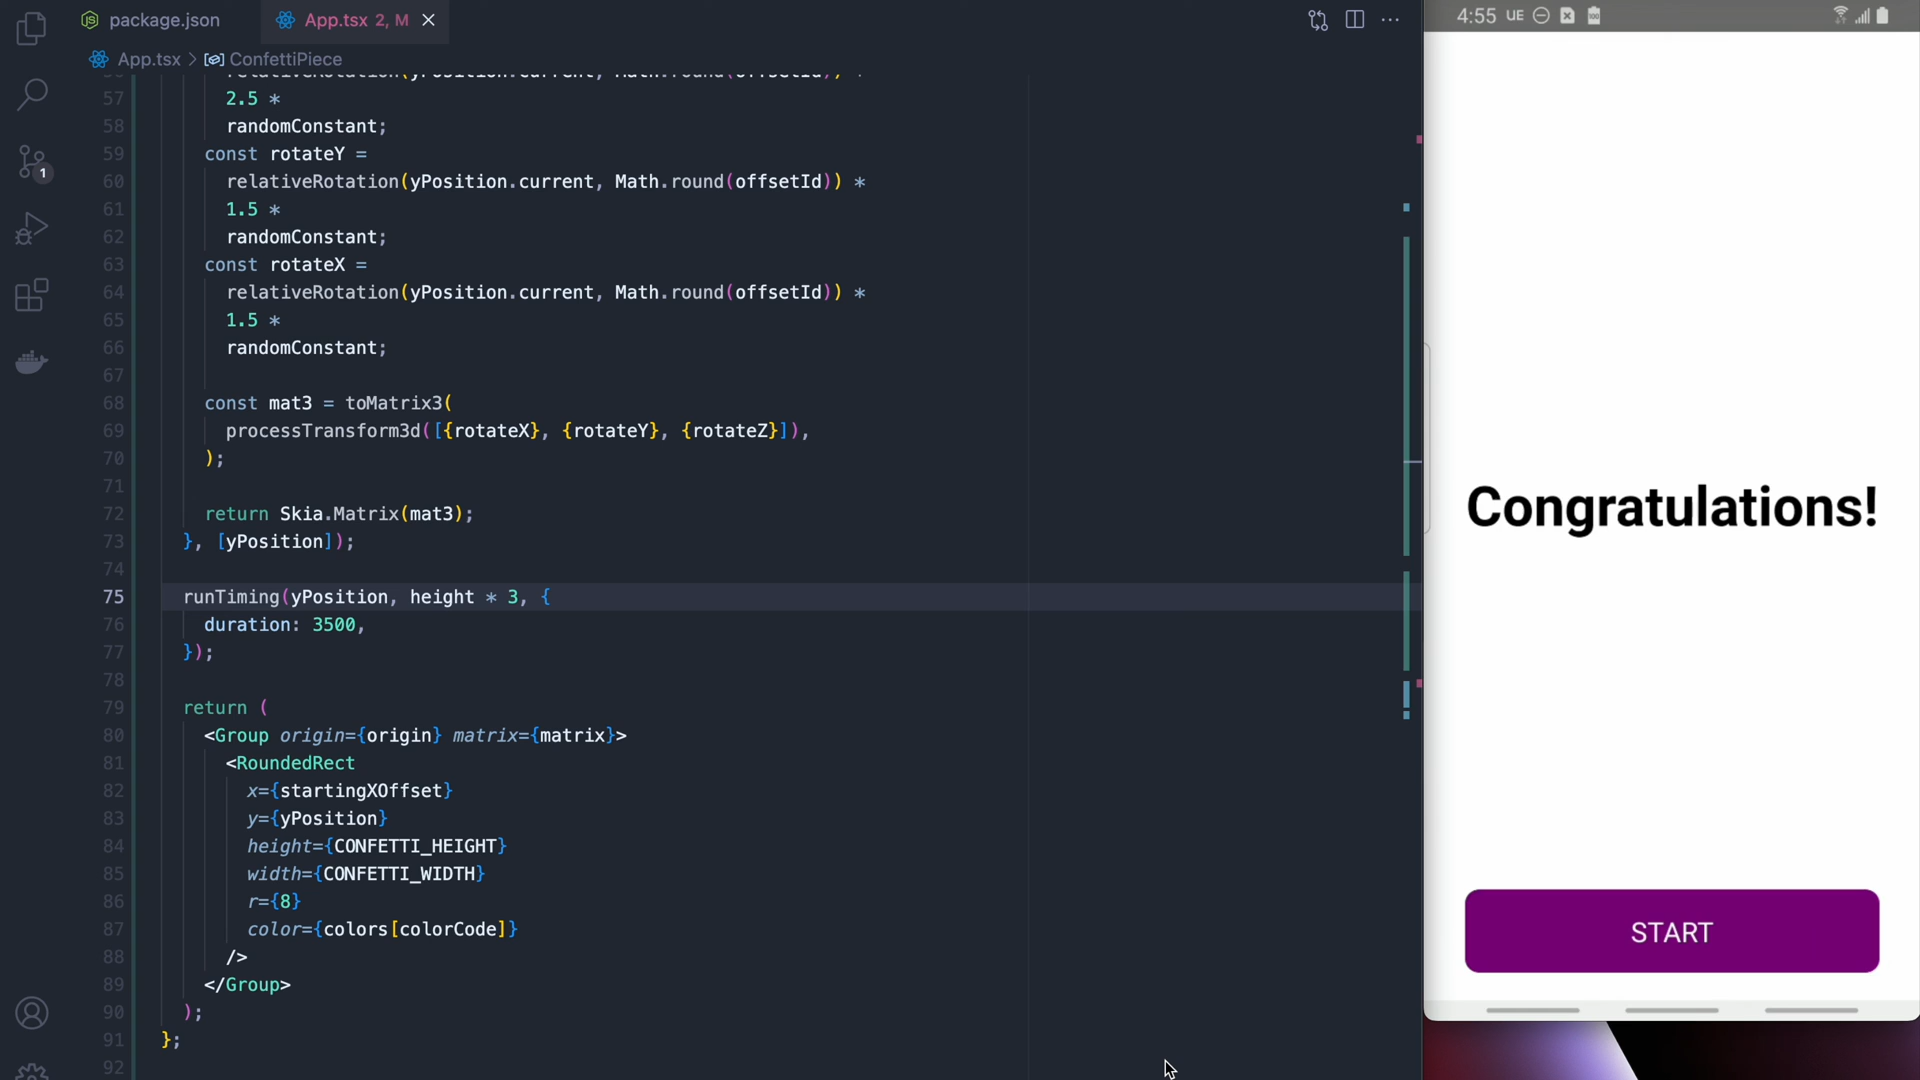 package.json
App.tsx 2, M
App.tsx > ConfettiPiece
57 2.5 *
58 randomConstant;
59 const rotateY =
60 relativeRotation(yPosition.current, Math.round(offsetId)) *
61 1.5 *
62 randomConstant;
63 const rotateX =
64 relativeRotation(yPosition.current, Math.round(offsetId)) *
65 1.5 *
66 randomConstant;
67
68 const mat3 = toMatrix3(
69 processTransform3d([{rotateX}, {rotateY}, {rotateZ}]),
70 );
71
72 return Skia.Matrix(mat3);
73 }, [yPosition]);
74
75 runTiming(yPosition, height * 3, {
76 duration: 3500,
77 });
78
79 return (
80 <Group origin={origin} matrix={matrix}>
81 <RoundedRect
82 x={startingXOffset}
83 y={yPosition}
84 height={CONFETTI_HEIGHT}
85 width={CONFETTI_WIDTH}
86 r={8}
87 color={colors[colorCode]}
88 />
89 </Group>
90 );
91 };
92
1
4:55 UE
Congratulations!
START